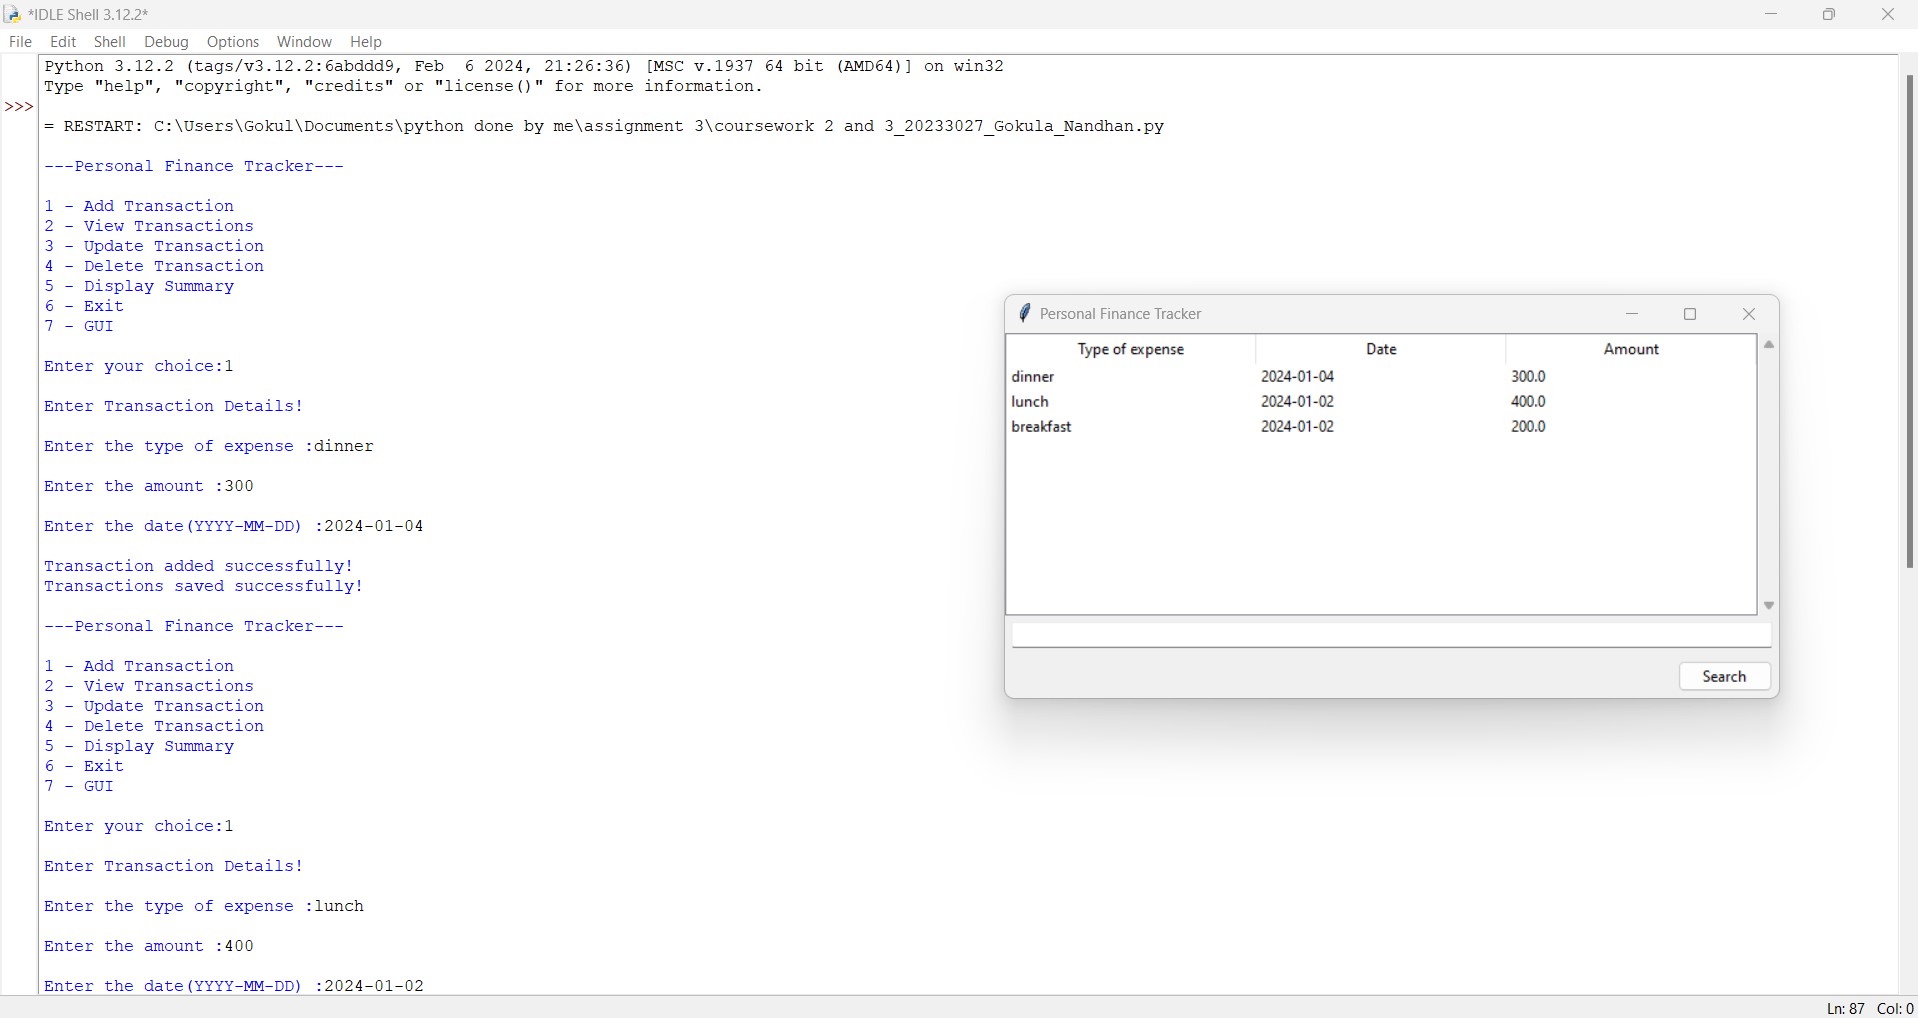 *IDLE Shell 3.12.2*
File Edit Shell Debug Options Window Help
Python 3.12.2 (tags/v3.12.2:6abddd9, Feb  6 2024, 21:26:36) [MSC v.1937 64 bit (AMD64)] on win32
Type "help", "copyright", "credits" or "license()" for more information.
>>>
= RESTART: C:\Users\Gokul\Documents\python done by me\assignment 3\coursework 2 and 3_20233027_Gokula_Nandhan.py
---Personal Finance Tracker---
1 - Add Transaction
2 - View Transactions
3 - Update Transaction
4 - Delete Transaction
5 - Display Summary
6 - Exit
7 - GUI
Enter your choice:1
Enter Transaction Details!
Enter the type of expense :dinner
Enter the amount :300
Enter the date(YYYY-MM-DD) :2024-01-04
Transaction added successfully!
Transactions saved successfully!
---Personal Finance Tracker---
1 - Add Transaction
2 - View Transactions
3 - Update Transaction
4 - Delete Transaction
5 - Display Summary
6 - Exit
7 - GUI
Enter your choice:1
Enter Transaction Details!
Enter the type of expense :lunch
Enter the amount :400
Enter the date(YYYY-MM-DD) :2024-01-02
Personal Finance Tracker
Type of expense Date Amount
dinner 2024-01-04 300.0
lunch 2024-01-02 400.0
breakfast 2024-01-02 200.0
Search
Ln: 87 Col: 0